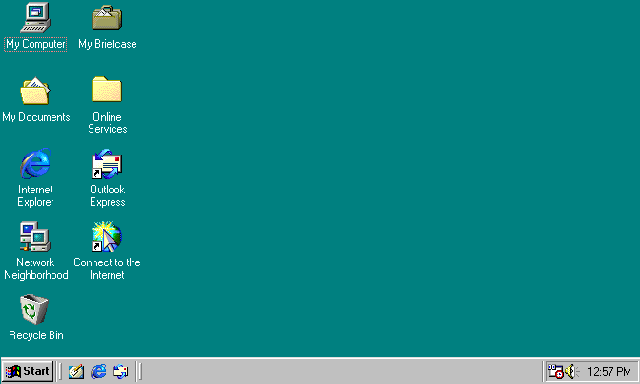 My Computer
My Briefcase
My Documents
Online
Services
Internet
Explorer
Outlook
Express
Network
Neighborhood
Connect to the
Internet
Recycle Bin
Start
12:57 PM